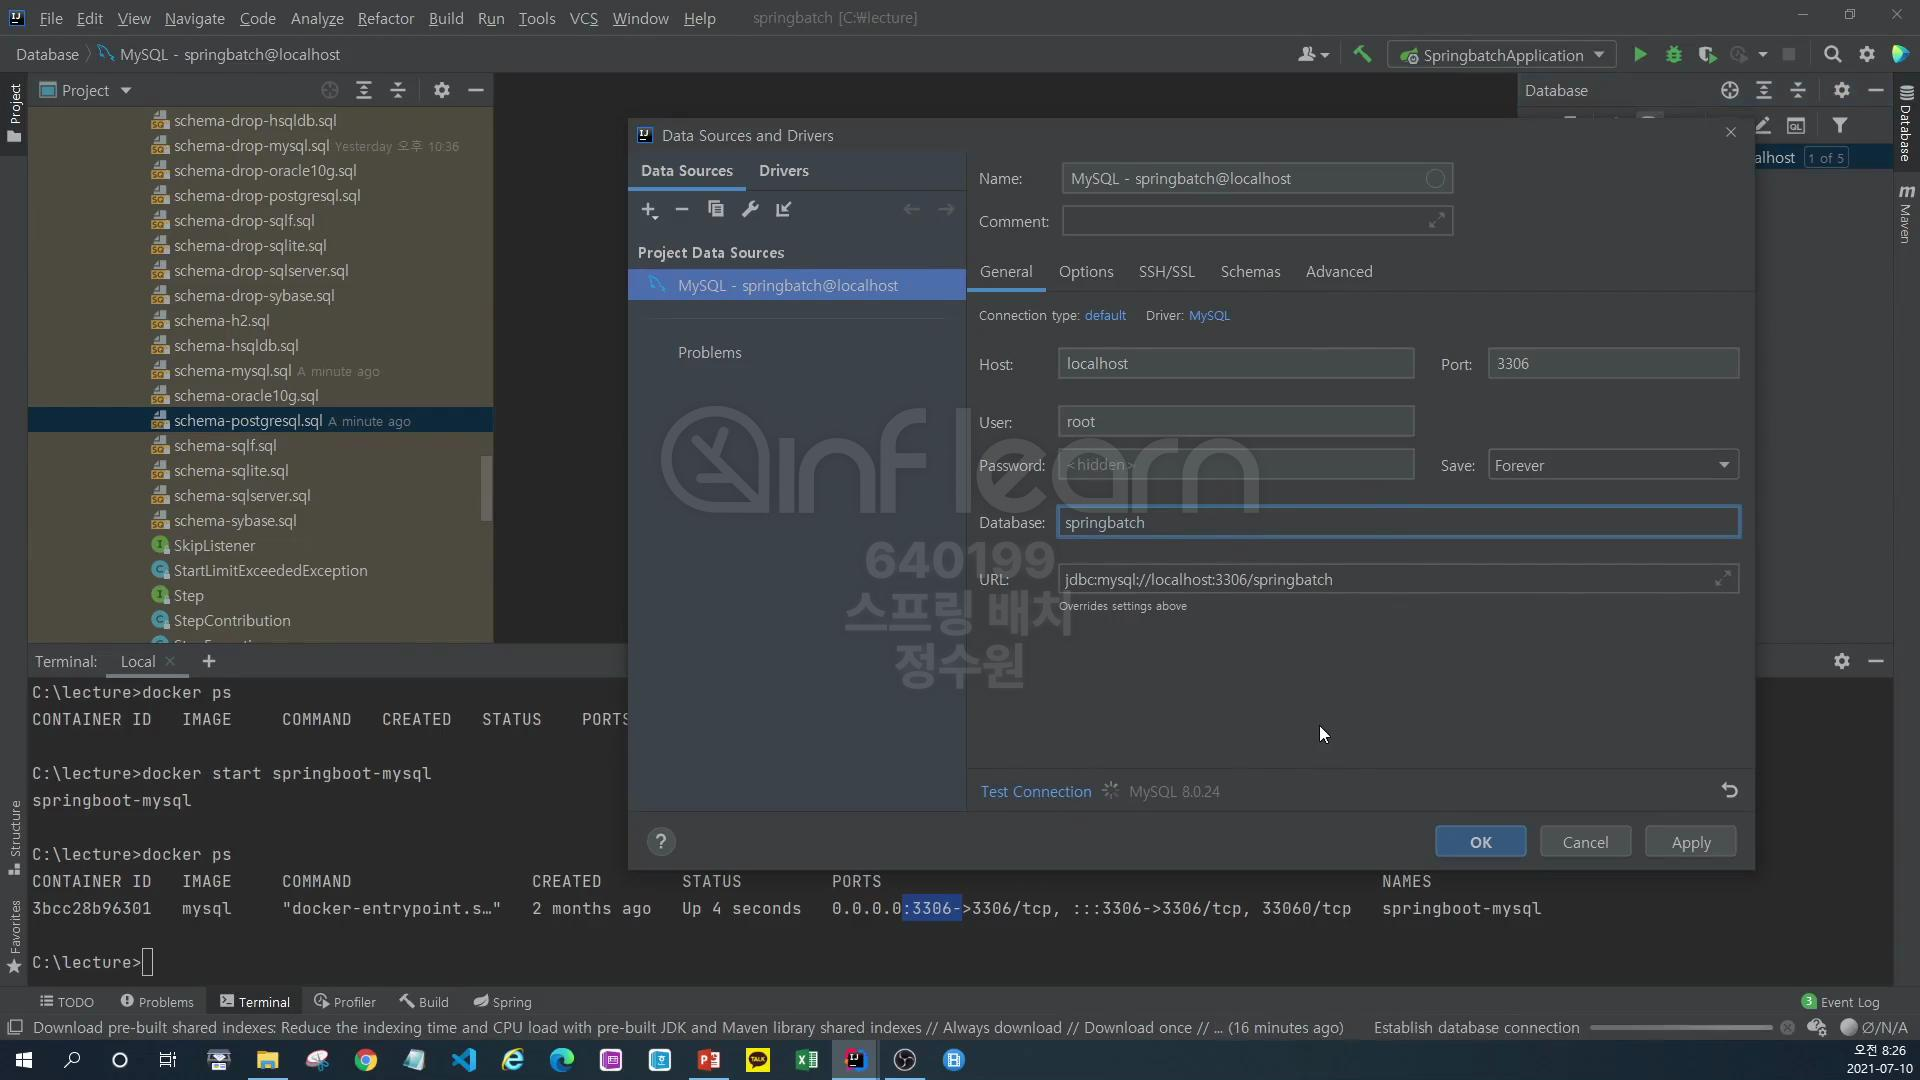 File Edit View Navigate Code Analyze Refactor Build Run Tools VCS Window Help springbatch [C:₩lecture]
Database MySQL - springbatch@localhost
SpringbatchApplication
Project
Database
schema-drop-hsqldb.sql
schema-drop-mysql.sql Yesterday 오후 10:36
schema-drop-oracle10g.sql
schema-drop-postgresql.sql
schema-drop-sqlf.sql
schema-drop-sqlite.sql
schema-drop-sqlserver.sql
schema-drop-sybase.sql
schema-h2.sql
schema-hsqldb.sql
schema-mysql.sql A minute ago
schema-oracle10g.sql
schema-postgresql.sql A minute ago
schema-sqlf.sql
schema-sqlite.sql
schema-sqlserver.sql
schema-sybase.sql
SkipListener
StartLimitExceededException
Step
StepContribution
Data Sources and Drivers
Data Sources Drivers
Project Data Sources
MySQL - springbatch@localhost
Problems
Name: MySQL - springbatch@localhost
Comment:
General Options SSH/SSL Schemas Advanced
Connection type: default Driver: MySQL
Host: localhost Port: 3306
User: root
Password: <hidden> Save: Forever
Database: springbatch
URL: jdbc:mysql://localhost:3306/springbatch
Overrides settings above
Test Connection MySQL 8.0.24
? OK Cancel Apply
inflearn
640199
스프링 배치
정수원
alhost 1 of 5
Project
Structure
Favorites
Database
Maven
Terminal: Local
C:\lecture>docker ps
CONTAINER ID IMAGE COMMAND CREATED STATUS PORTS
C:\lecture>docker start springboot-mysql
springboot-mysql
C:\lecture>docker ps
CONTAINER ID IMAGE COMMAND CREATED STATUS PORTS NAMES
3bcc28b96301 mysql "docker-entrypoint.s…" 2 months ago Up 4 seconds 0.0.0.0:3306->3306/tcp, :::3306->3306/tcp, 33060/tcp springboot-mysql
C:\lecture>
TODO Problems Terminal Profiler Build Spring 3 Event Log
Download pre-built shared indexes: Reduce the indexing time and CPU load with pre-built JDK and Maven library shared indexes // Always download // Download once // ... (16 minutes ago) Establish database connection Ø/N/A
오전 8:26
2021-07-10